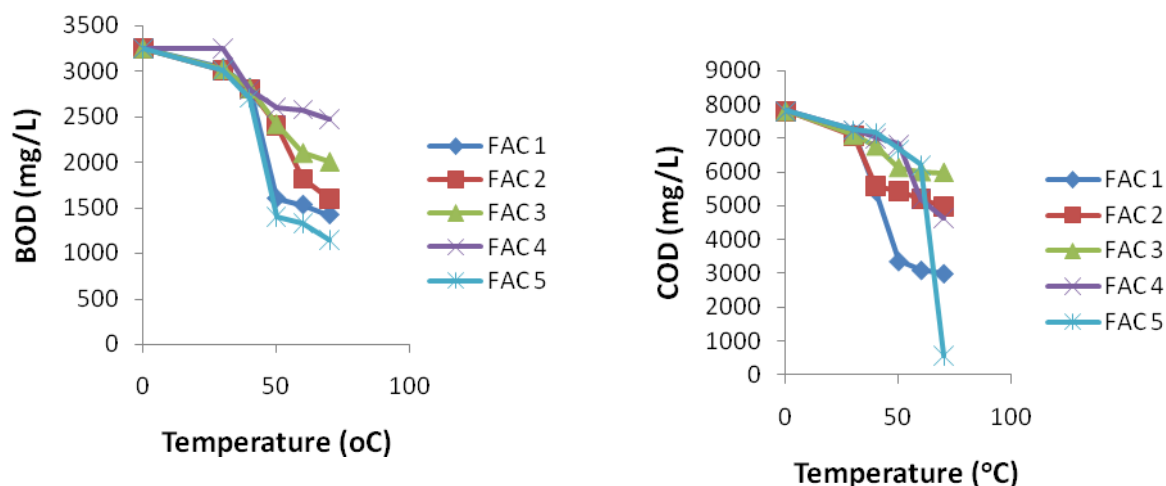 BOD (mg/L)
3500
3000
2500
2000
1500
1000
500
0
0 50 100
Temperature (oC)
FAC 1
FAC 2
FAC 3
FAC 4
FAC 5
COD (mg/L)
9000
8000
7000
6000
5000
4000
3000
2000
1000
0
0 50 100
Temperature (°C)
FAC 1
FAC 2
FAC 3
FAC 4
FAC 5